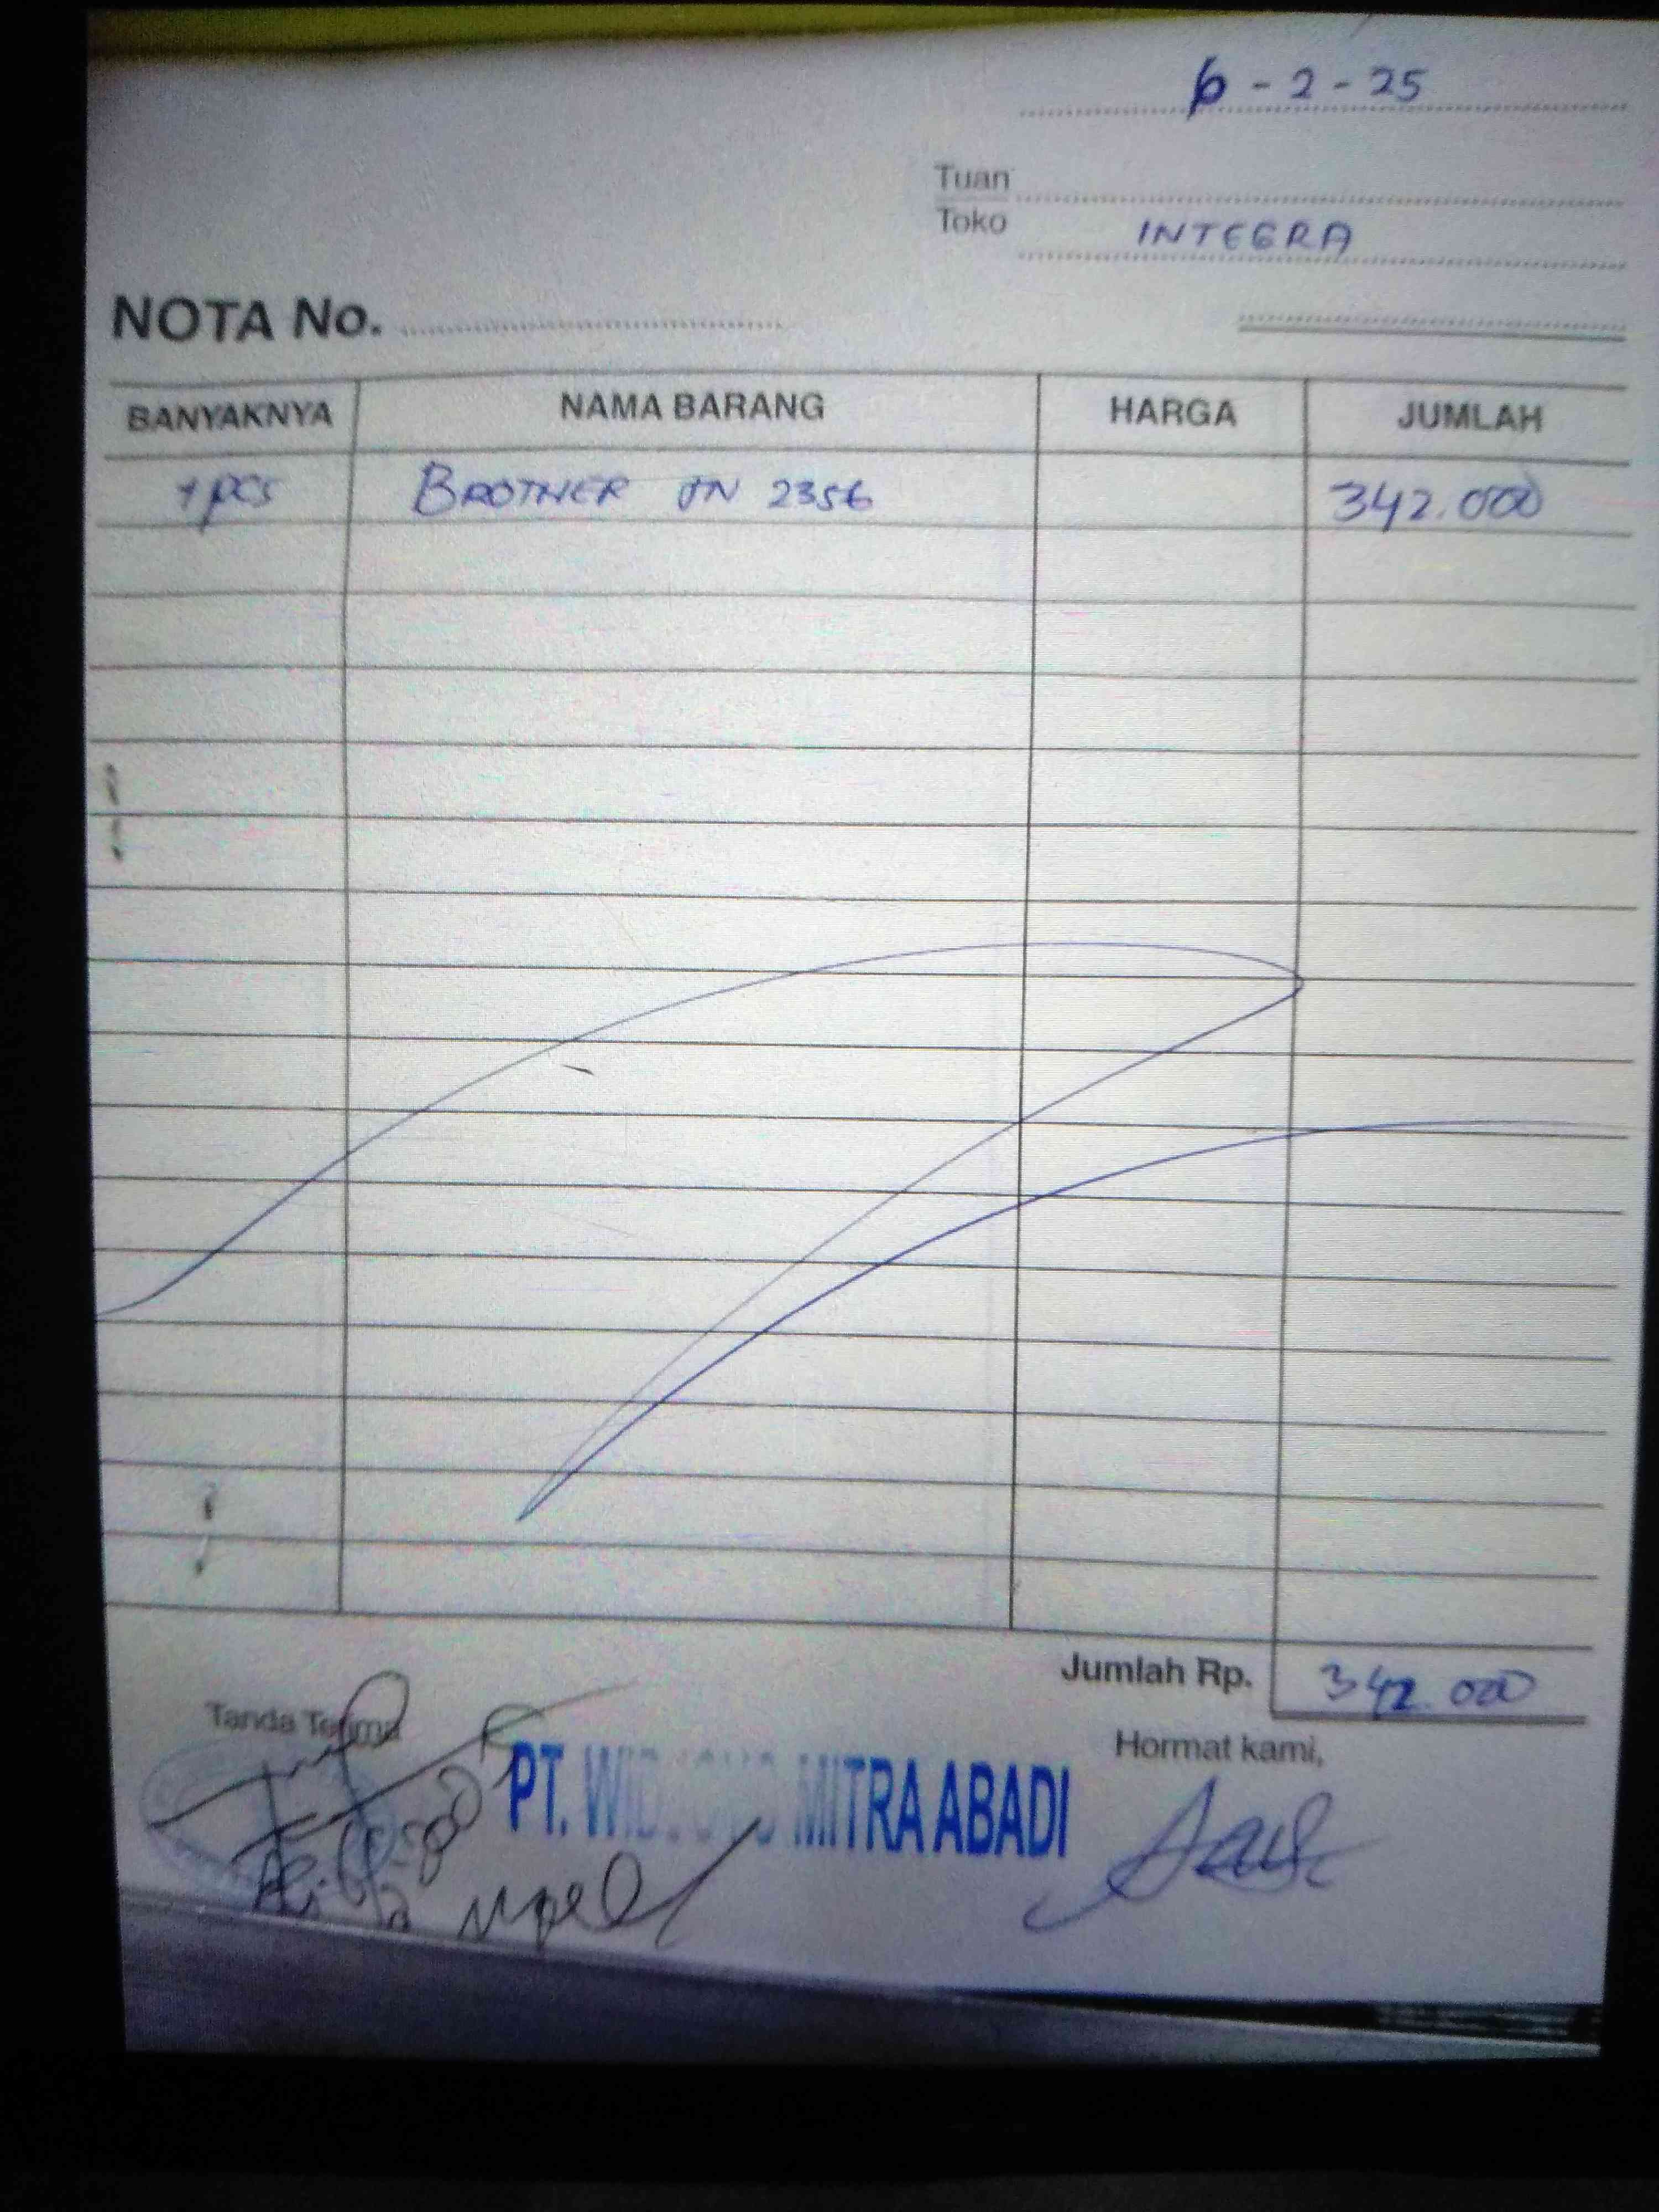 6 - 2 - 25
Tuan
Toko INTEGRA
NOTA No.
BANYAKNYA NAMA BARANG HARGA JUMLAH
1 pcs BROTHER TN 2356 342.000
Jumlah Rp. 342.000
Tanda Terima
Hormat kami,
PT. MITRA ABADI